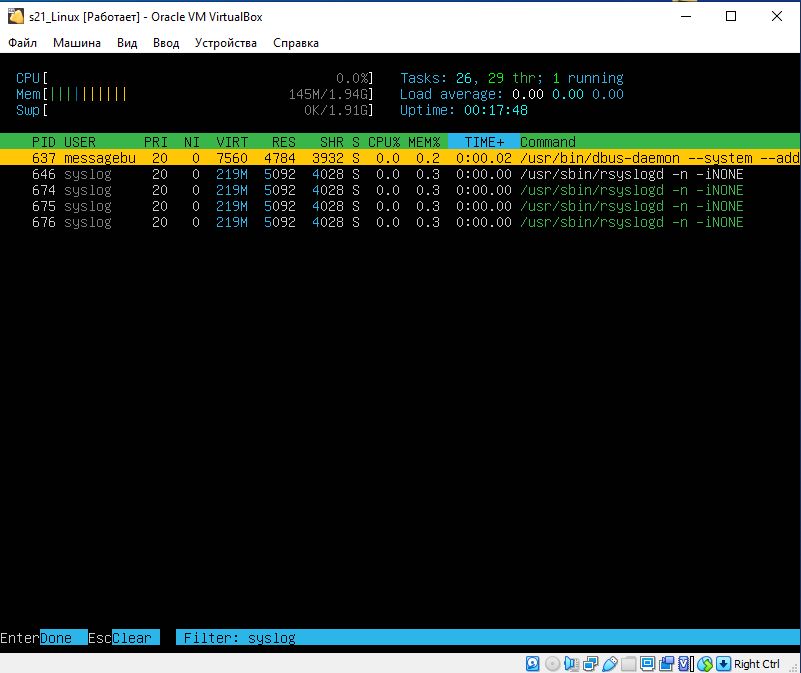 s21_Linux [Работает] - Oracle VM VirtualBox
Файл Машина Вид Ввод Устройства Справка
CPU[ 0.0%] Tasks: 26, 29 thr; 1 running
Mem[||||||||||| 145M/1.94G] Load average: 0.00 0.00 0.00
Swp[ 0K/1.91G] Uptime: 00:17:48
PID USER PRI NI VIRT RES SHR S CPU% MEM% TIME+ Command
637 messagebu 20 0 7560 4784 3932 S 0.0 0.2 0:00.02 /usr/bin/dbus-daemon --system --add
646 syslog 20 0 219M 5092 4028 S 0.0 0.3 0:00.00 /usr/sbin/rsyslogd -n -iNONE
674 syslog 20 0 219M 5092 4028 S 0.0 0.3 0:00.00 /usr/sbin/rsyslogd -n -iNONE
675 syslog 20 0 219M 5092 4028 S 0.0 0.3 0:00.00 /usr/sbin/rsyslogd -n -iNONE
676 syslog 20 0 219M 5092 4028 S 0.0 0.3 0:00.00 /usr/sbin/rsyslogd -n -iNONE
EnterDone EscClear Filter: syslog
Right Ctrl